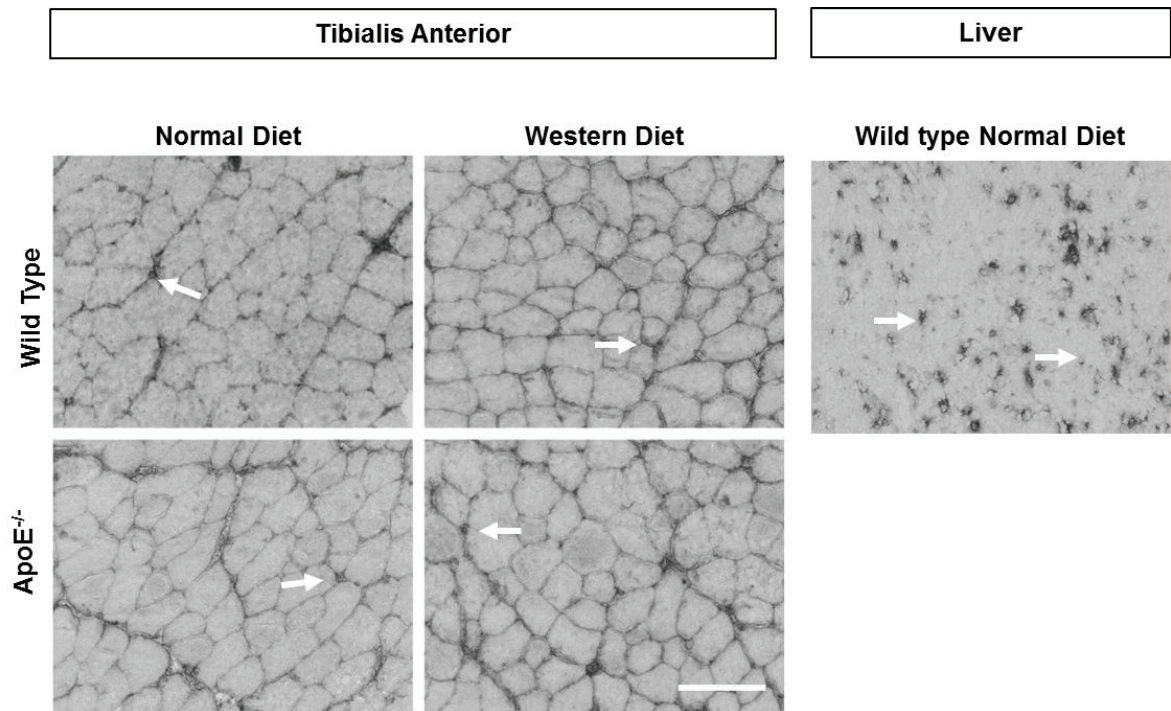 Tibialis Anterior
Liver
Normal Diet
Western Diet
Wild type Normal Diet
Wild Type
ApoE-/-